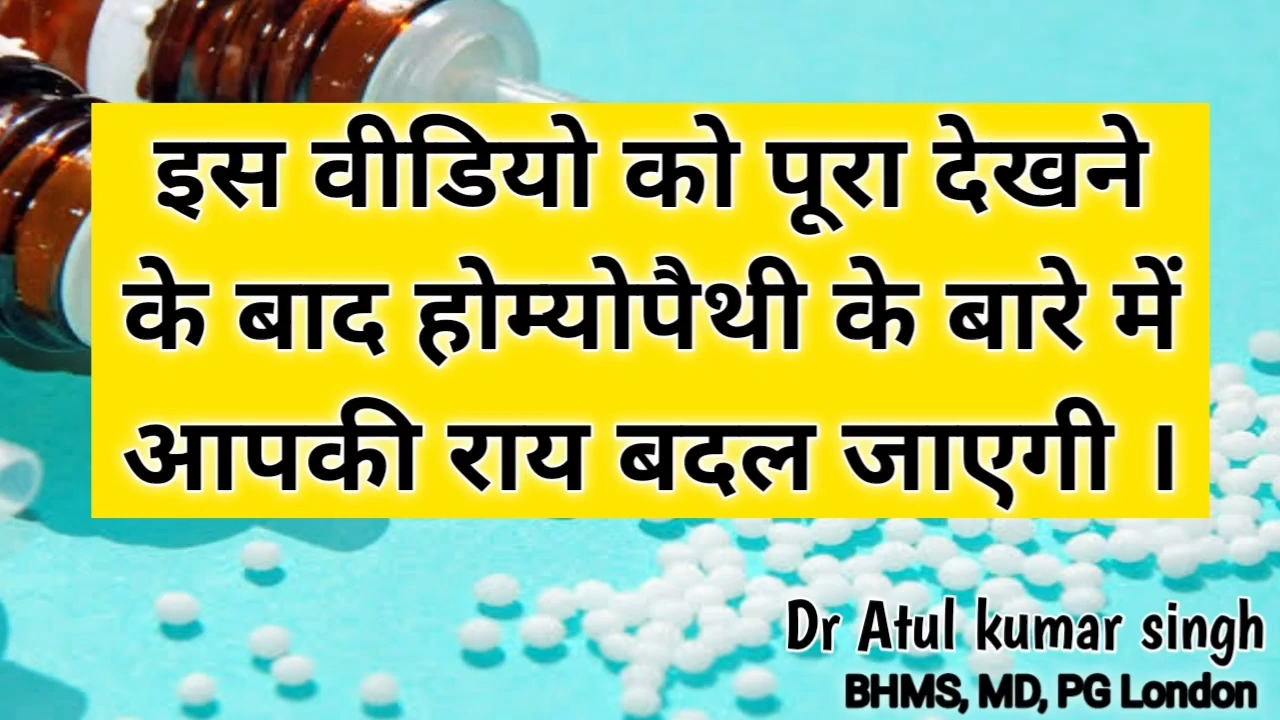 इस वीडियो को पूरा देखने
के बाद होम्योपैथी के बारे में
आपकी राय बदल जाएगी ।
Dr Atul kumar singh
BHMS, MD, PG London